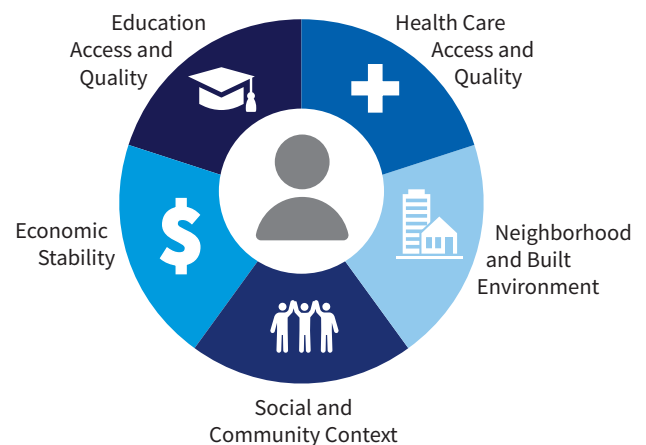 Education
Access and
Quality
Health Care
Access and
Quality
Economic
Stability
$
Neighborhood
and Built
Environment
Social and
Community Context